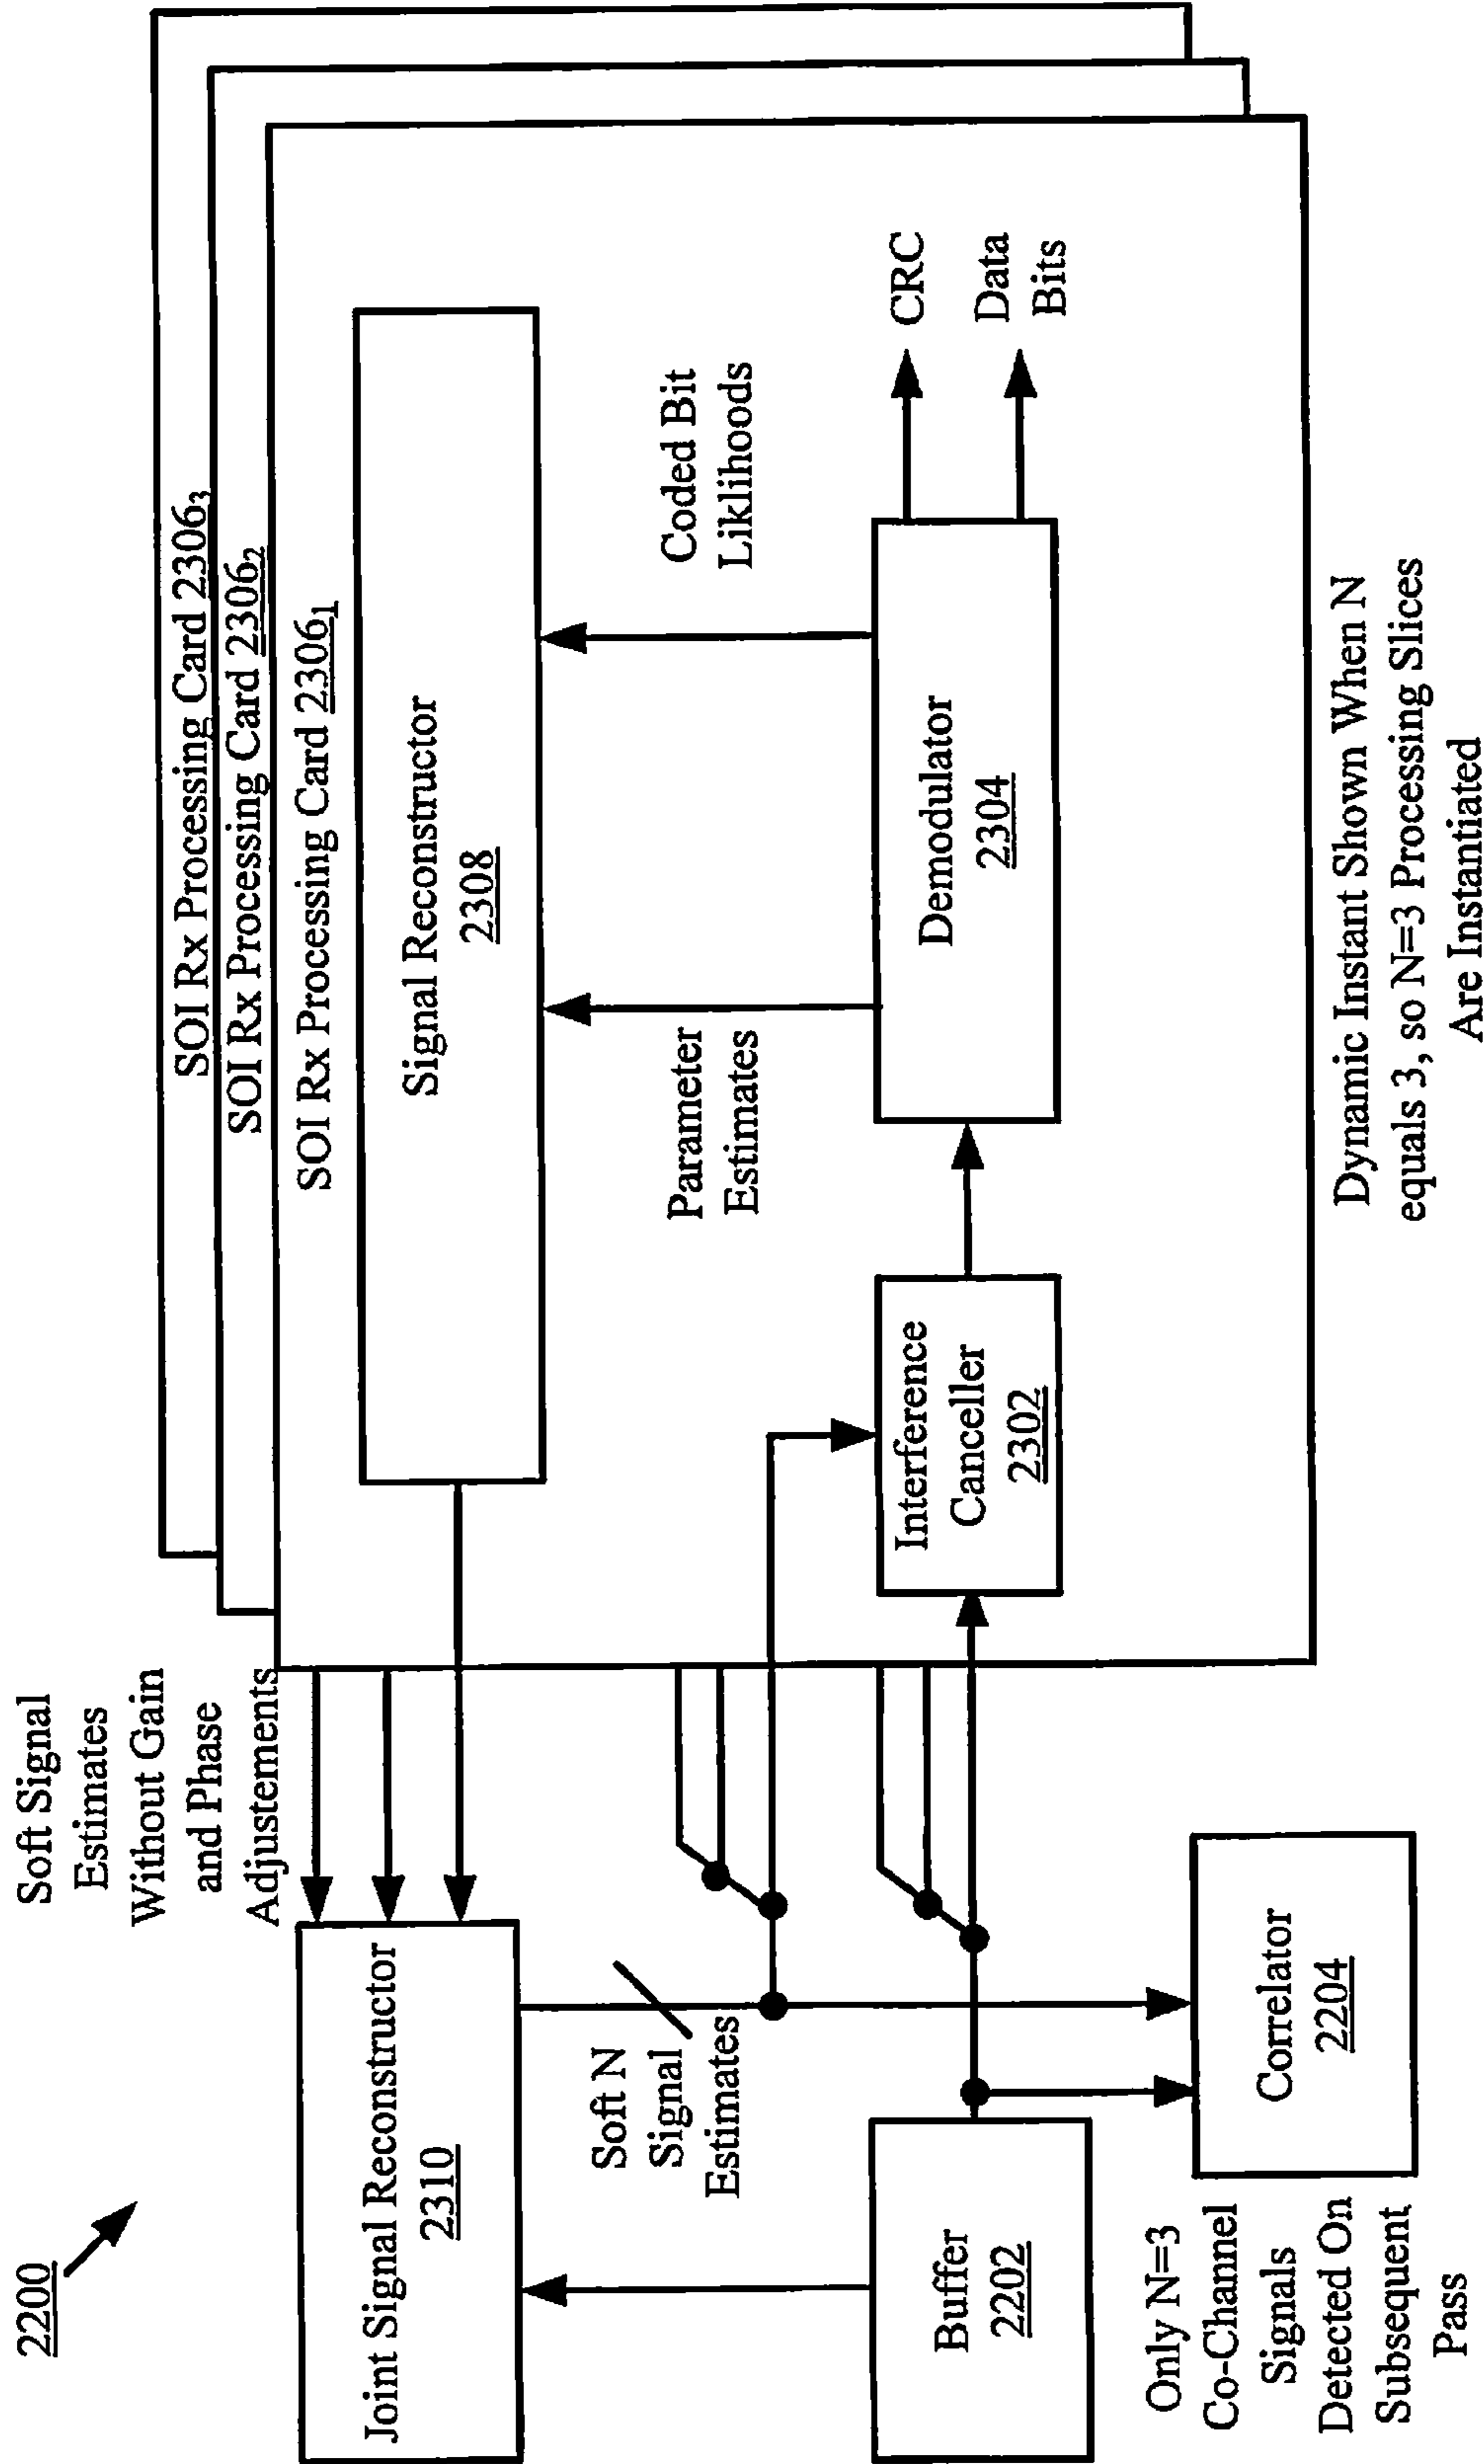 2200
Soft Signal
Estimates
Without Gain
and Phase
Adjustements
SOI Rx Processing Card 2306₃
SOI Rx Processing Card 2306₂
SOI Rx Processing Card 2306₁
Joint Signal Reconstructor
2310
Signal Reconstructor
2308
Soft N
Signal
Estimates
Parameter
Estimates
Coded Bit
Liklihoods
Buffer
2202
Interference
Canceller
2302
Demodulator
2304
CRC
Data
Bits
Correlator
2204
Only N=3
Co-Channel
Signals
Detected On
Subsequent
Pass
Dynamic Instant Shown When N
equals 3, so N=3 Processing Slices
Are Instantiated